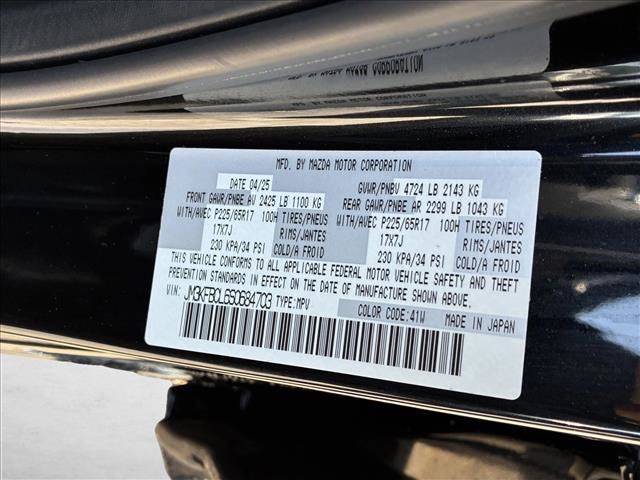 MFD. BY MAZDA MOTOR CORPORATION
DATE 04/25 GVWR/PNBV 4724 LB 2143 KG
FRONT GAWR/PNBE AV 2425 LB 1100 KG REAR GAWR/PNBE AR 2299 LB 1043 KG
WITH/AVEC P225/65R17 100H TIRES/PNEUS WITH/AVEC P225/65R17 100H TIRES/PNEUS
17X7J RIMS/JANTES 17X7J RIMS/JANTES
230 KPA/34 PSI COLD/A FROID 230 KPA/34 PSI COLD/A FROID
THIS VEHICLE CONFORMS TO ALL APPLICABLE FEDERAL MOTOR VEHICLE SAFETY AND THEFT
PREVENTION STANDARDS IN EFFECT ON THE DATE OF MANUFACTURE SHOWN ABOVE.
VIN: JM3KFBCL6S0684703 TYPE:MPV COLOR CODE:41W MADE IN JAPAN